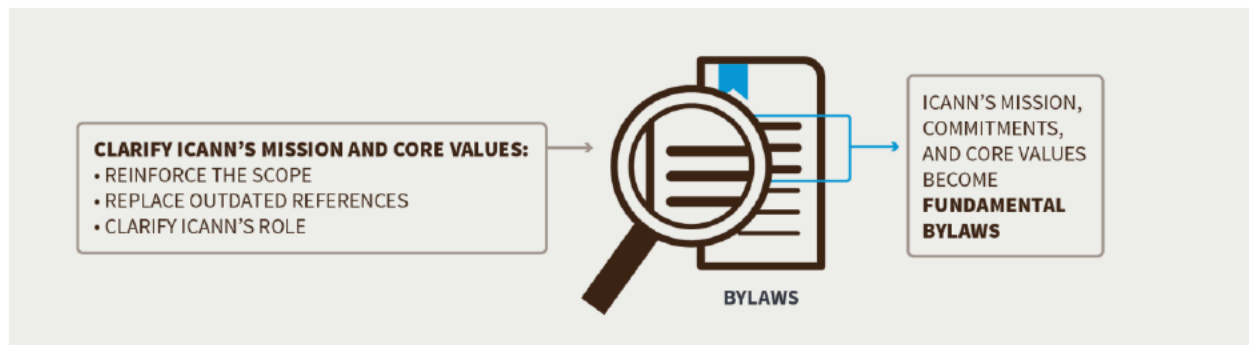 CLARIFY ICANN’S MISSION AND CORE VALUES:
• REINFORCE THE SCOPE
• REPLACE OUTDATED REFERENCES
• CLARIFY ICANN’S ROLE
BYLAWS
ICANN’S MISSION,
COMMITMENTS,
AND CORE VALUES
BECOME
FUNDAMENTAL
BYLAWS